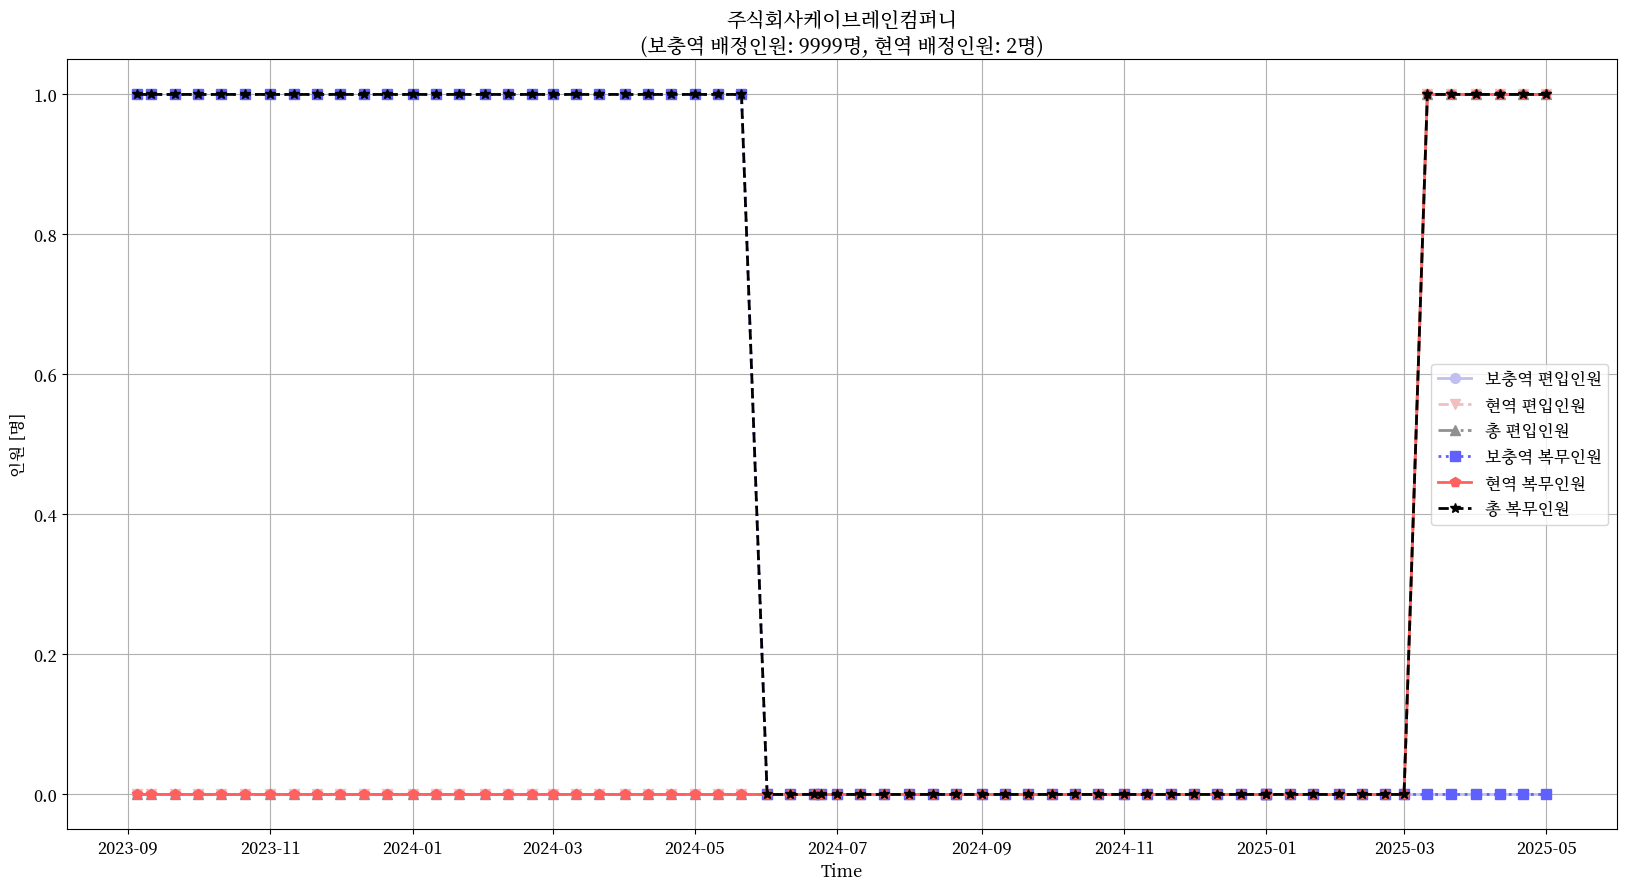 주식회사케이브레인컴퍼니
(보충역 배정인원: 9999명, 현역 배정인원: 2명)
인원 [명]
1.0
0.8
0.6
0.4
0.2
0.0
보충역 편입인원
현역 편입인원
총 편입인원
보충역 복무인원
현역 복무인원
총 복무인원
2023-09
2023-11
2024-01
2024-03
2024-05
2024-07
2024-09
2024-11
2025-01
2025-03
2025-05
Time